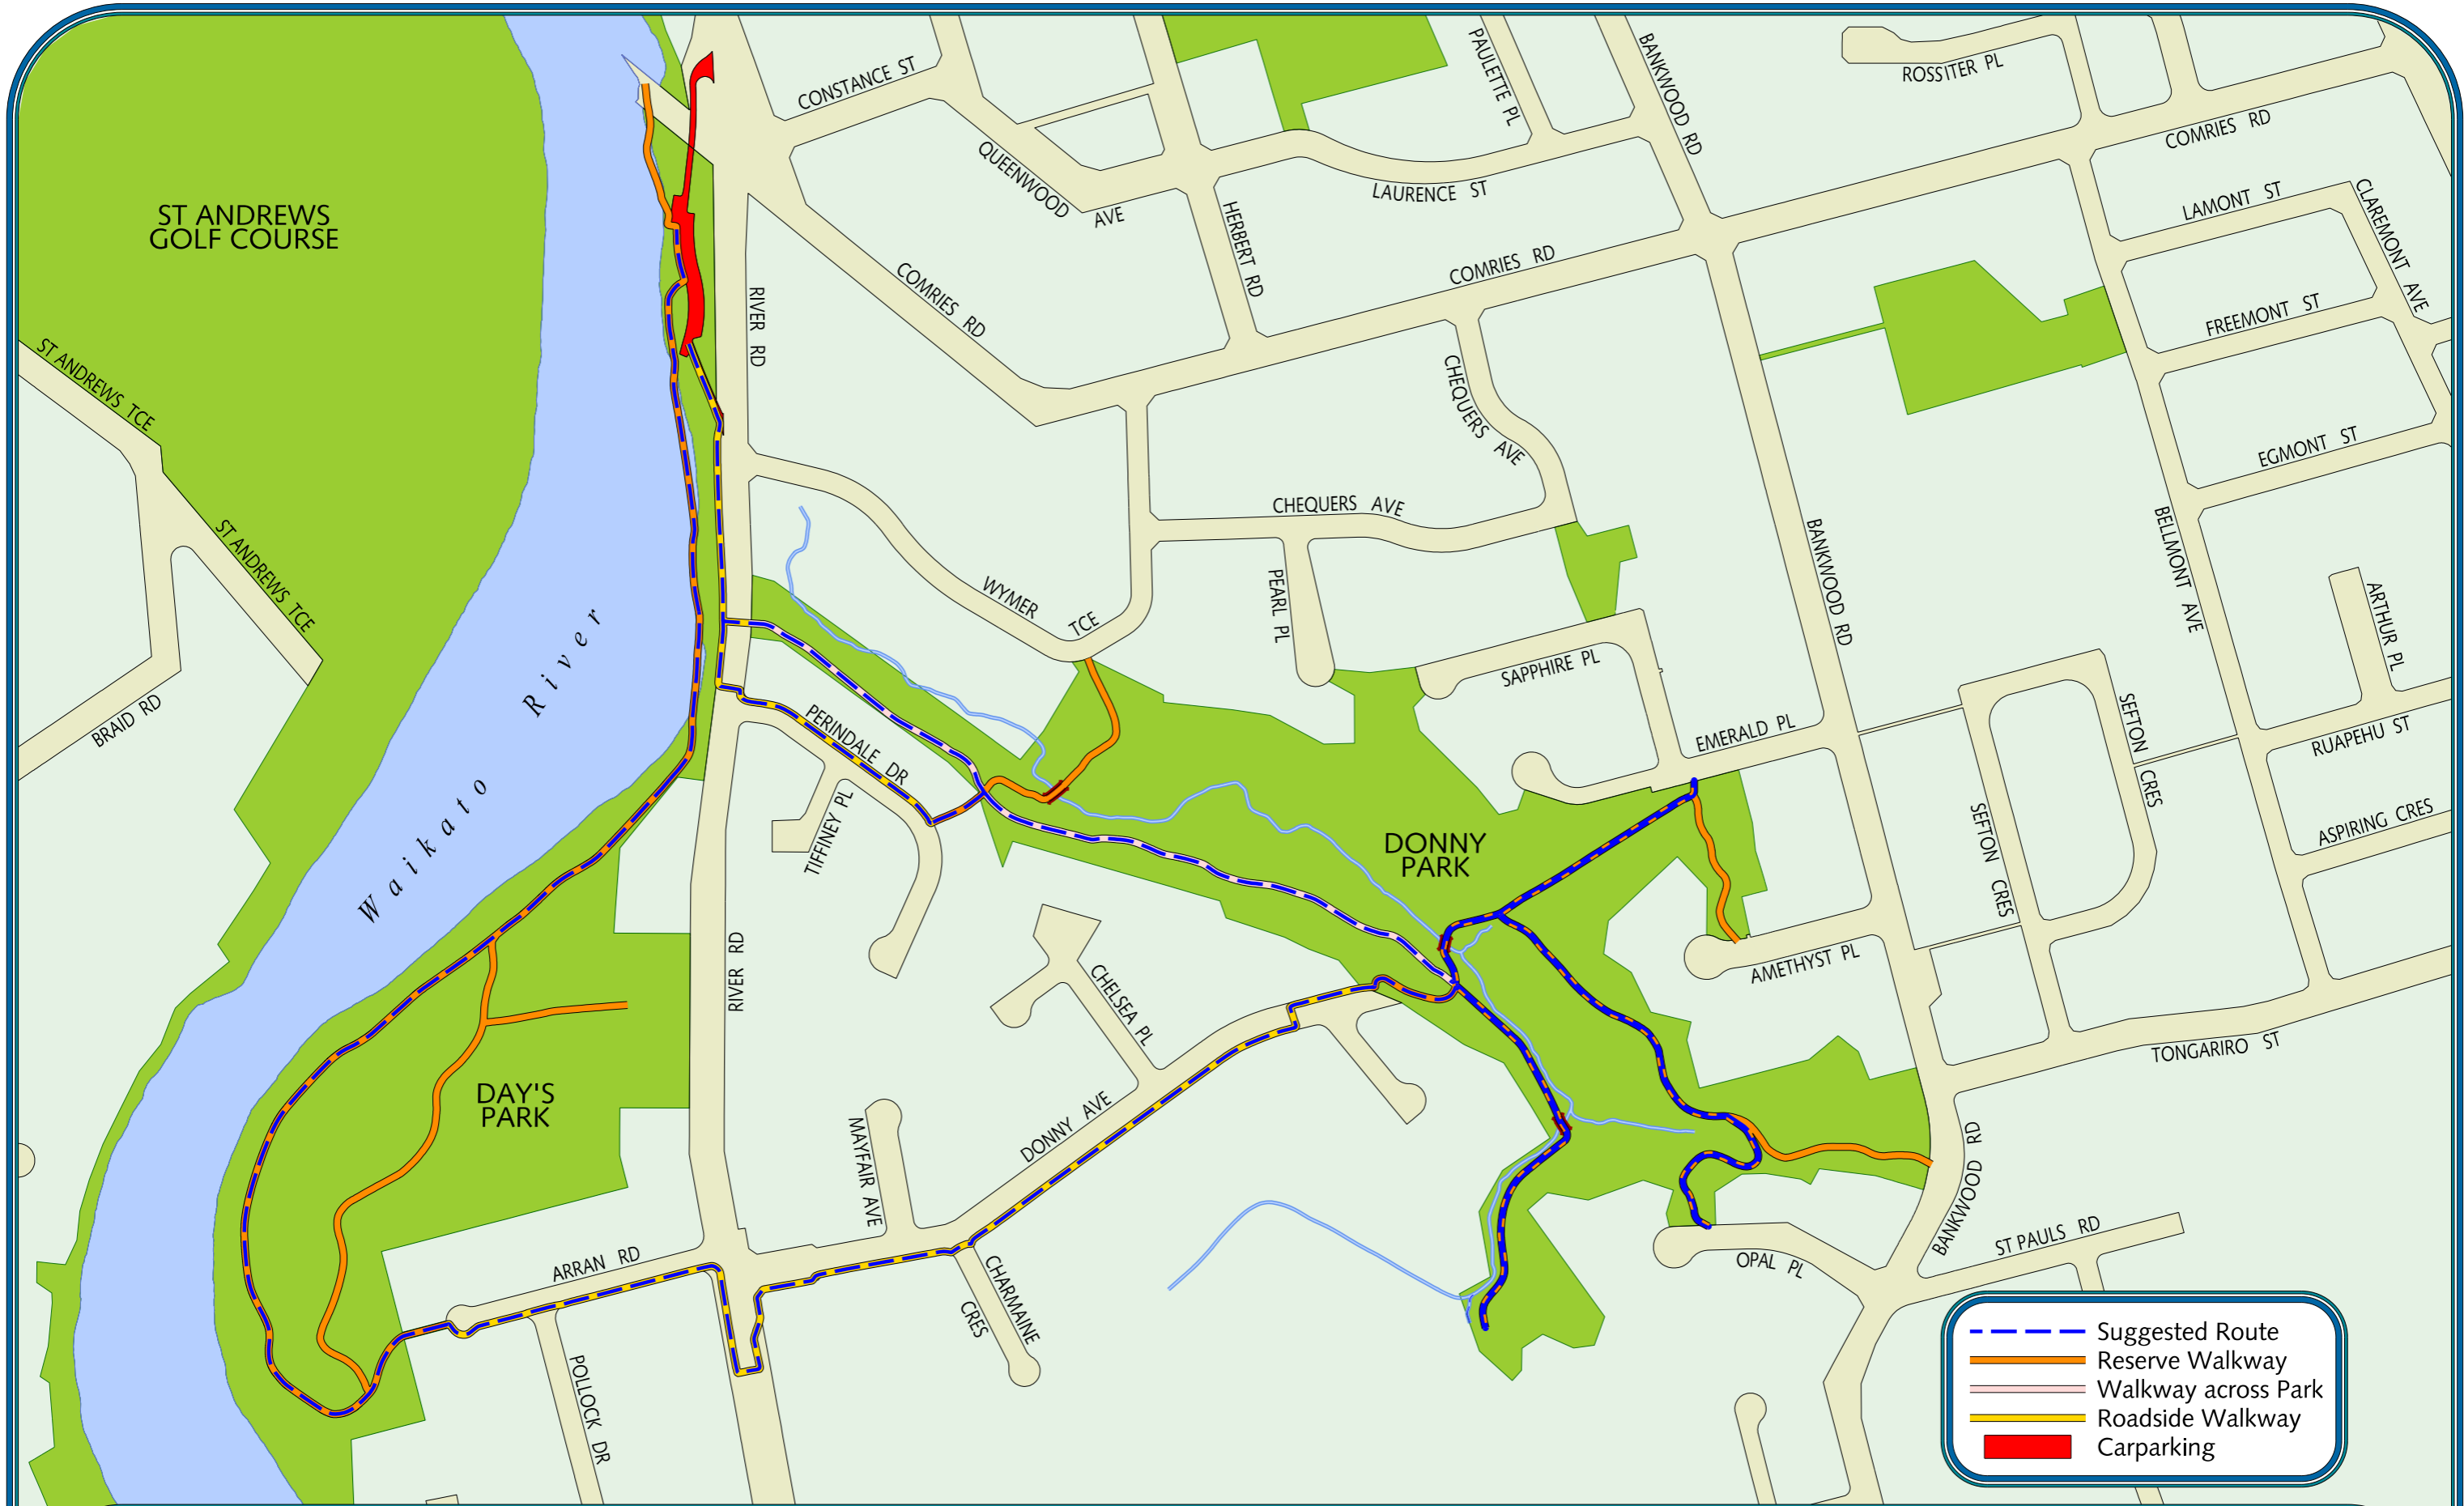 CONSTANCE ST
PAULETTE PL
BANKWOOD RD
ROSSITER PL
COMRIES RD
QUEENWOOD
AVE
LAURENCE ST
HERBERT RD
LAMONT ST
CLAREMONT AVE
ST ANDREWS
GOLF COURSE
COMRIES RD
COMRIES RD
RIVER RD
FREEMONT ST
ST ANDREWS TCE
CHEQUERS AVE
EGMONT ST
CHEQUERS AVE
ST ANDREWS TCE
BANKWOOD RD
BELMONT AVE
WYMER
TCE
PEARL PL
ARTHUR PL
SAPPHIRE PL
Waikato River
BRAID RD
PERINDALE DR
EMERALD PL
SEFTON
CRES
RUAPEHU ST
TIFFINEY PL
DONNY
PARK
SEFTON CRES
ASPIRING CRES
RIVER RD
CHELSEA PL
AMETHYST PL
TONGARIRO ST
DAY'S
PARK
MAYFAIR AVE
DONNY AVE
BANKWOOD RD
ARRAN RD
CHARMAINE
CRES
OPAL PL
ST PAULS RD
POLLOCK DR
Suggested Route
Reserve Walkway
Walkway across Park
Roadside Walkway
Carparking